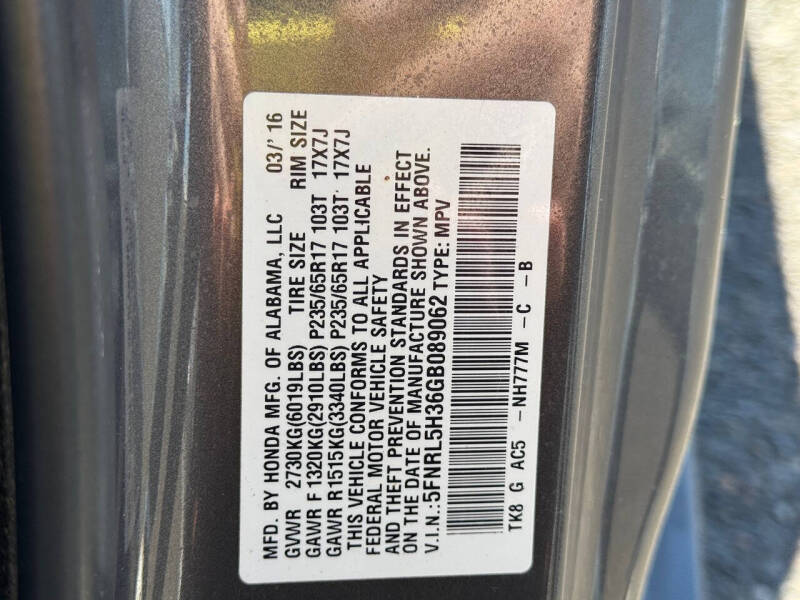 MFD. BY HONDA MFG. OF ALABAMA, LLC 03/' 16
GVWR 2730KG(6019LBS) TIRE SIZE RIM SIZE
GAWR F 1320KG(2910LBS) P235/65R17 103T 17X7J
GAWR R 1515KG(3340LBS) P235/65R17 103T 17X7J
THIS VEHICLE CONFORMS TO ALL APPLICABLE
FEDERAL MOTOR VEHICLE SAFETY
AND THEFT PREVENTION STANDARDS IN EFFECT
ON THE DATE OF MANUFACTURE SHOWN ABOVE.
V.I.N.:5FNRL5H36GB089062 TYPE: MPV
TK8 G AC5 -NH777M -C -B